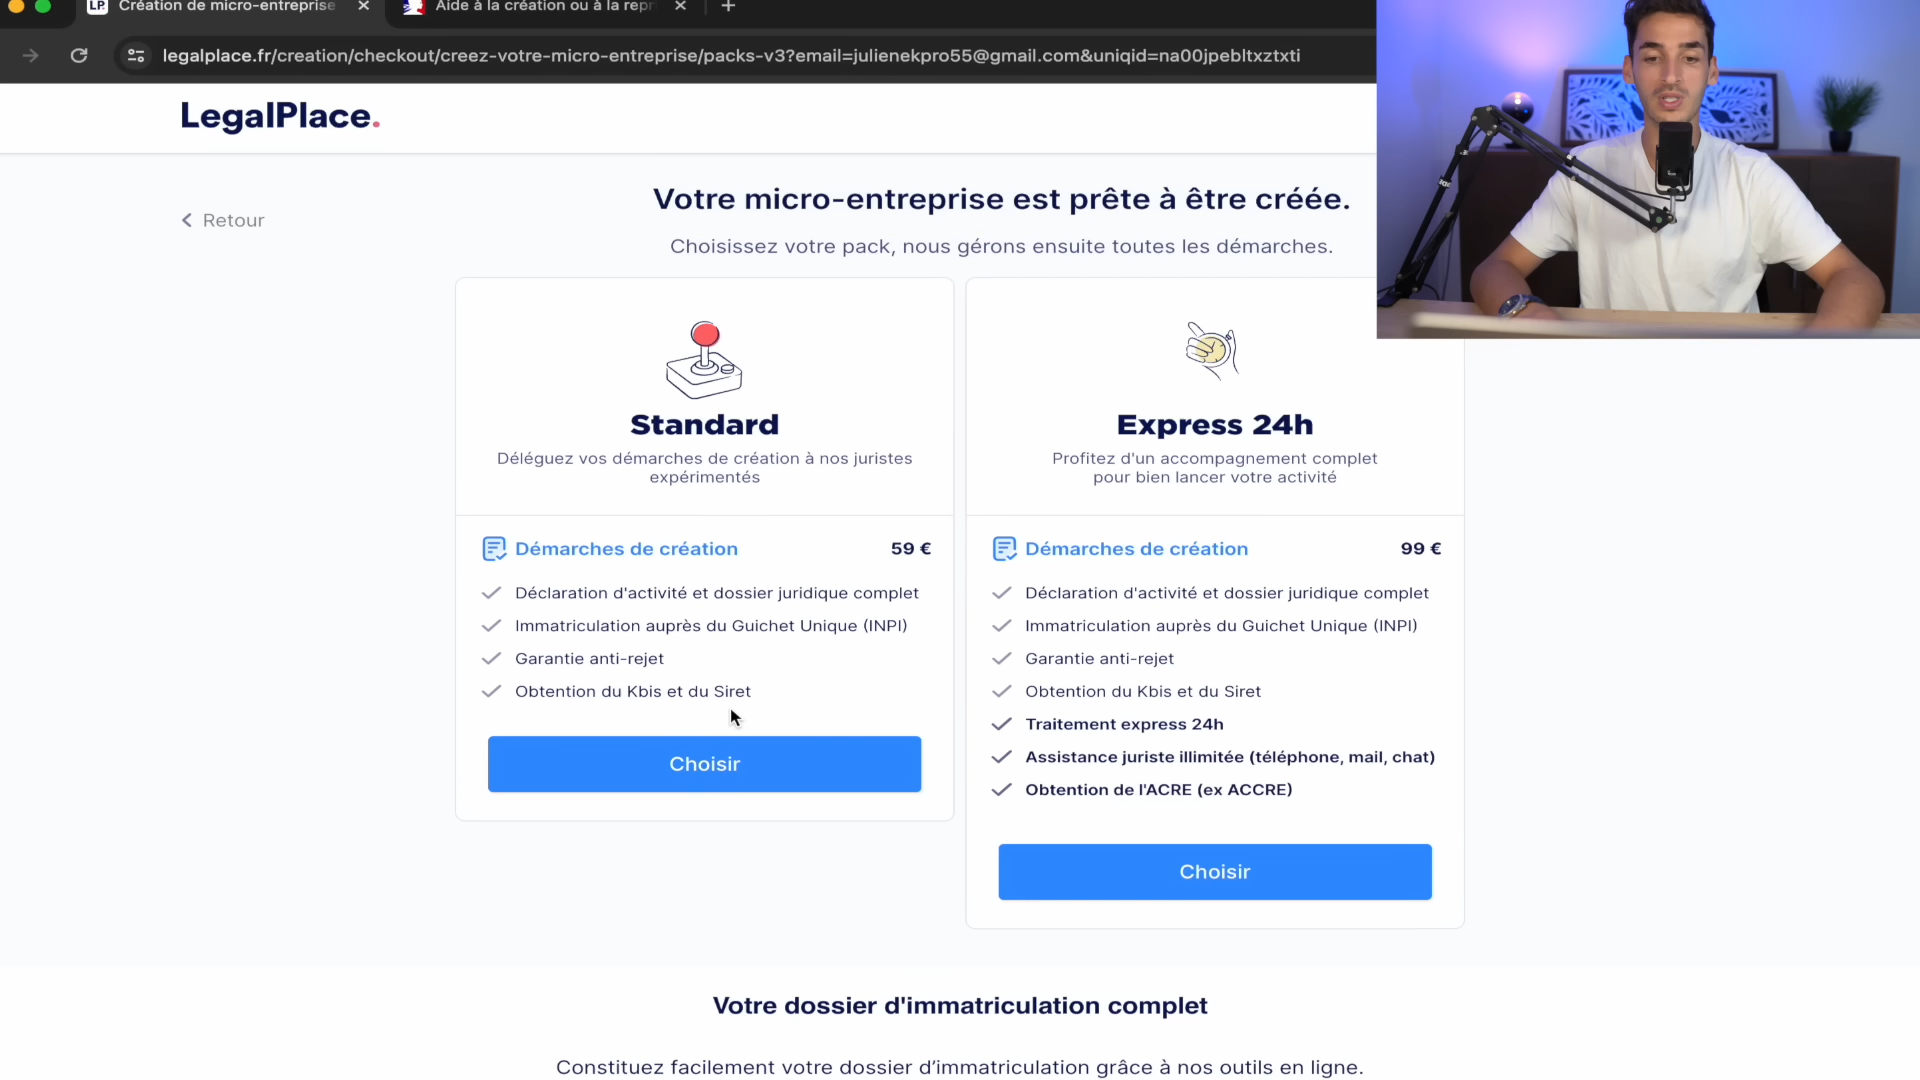 LP. Création de micro-entreprise
Aide à la création ou à la repr
legalplace.fr/creation/checkout/creez-votre-micro-entreprise/packs-v3?email=julienekpro55@gmail.com&uniqid=na00jpebltxztxti
LegalPlace.
Retour
Votre micro-entreprise est prête à être créée.
Choisissez votre pack, nous gérons ensuite toutes les démarches.
Standard
Déléguez vos démarches de création à nos juristes
expérimentés
Démarches de création 59 €
Déclaration d'activité et dossier juridique complet
Immatriculation auprès du Guichet Unique (INPI)
Garantie anti-rejet
Obtention du Kbis et du Siret
Choisir
Express 24h
Profitez d'un accompagnement complet
pour bien lancer votre activité
Démarches de création 99 €
Déclaration d'activité et dossier juridique complet
Immatriculation auprès du Guichet Unique (INPI)
Garantie anti-rejet
Obtention du Kbis et du Siret
Traitement express 24h
Assistance juriste illimitée (téléphone, mail, chat)
Obtention de l'ACRE (ex ACCRE)
Choisir
Votre dossier d'immatriculation complet
Constituez facilement votre dossier d’immatriculation grâce à nos outils en ligne.